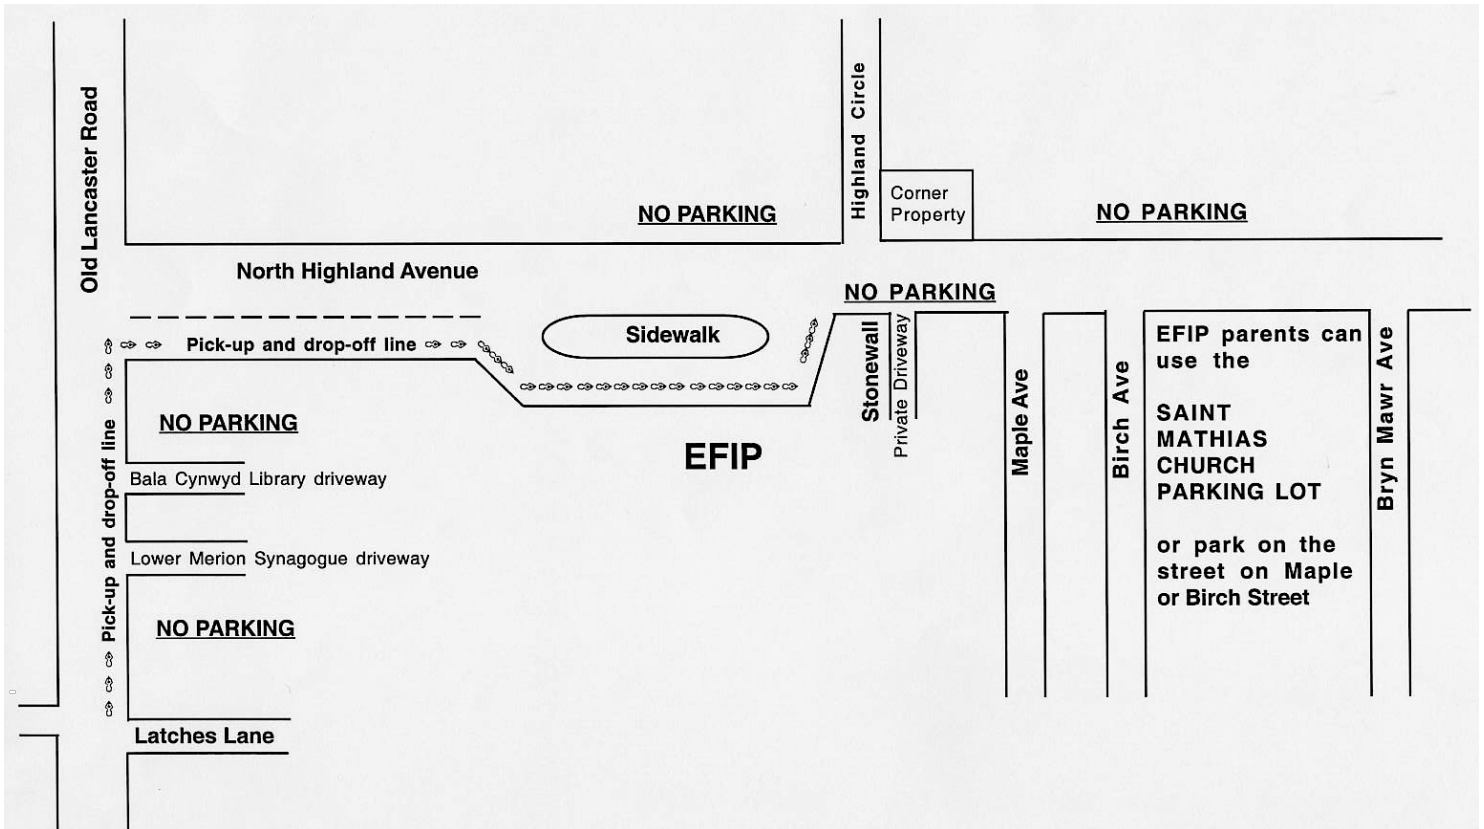 Old Lancaster Road
Highland Circle
Corner
Property
NO PARKING
NO PARKING
North Highland Avenue
NO PARKING
Sidewalk
Pick-up and drop-off line
Stonewall
Private Driveway
Maple Ave
Birch Ave
EFIP parents can
use the
SAINT
MATHIAS
CHURCH
PARKING LOT
or park on the
street on Maple
or Birch Street
Bryn Mawr Ave
NO PARKING
EFIP
Pick-up and drop-off line
Bala Cynwyd Library driveway
Lower Merion Synagogue driveway
NO PARKING
Latches Lane